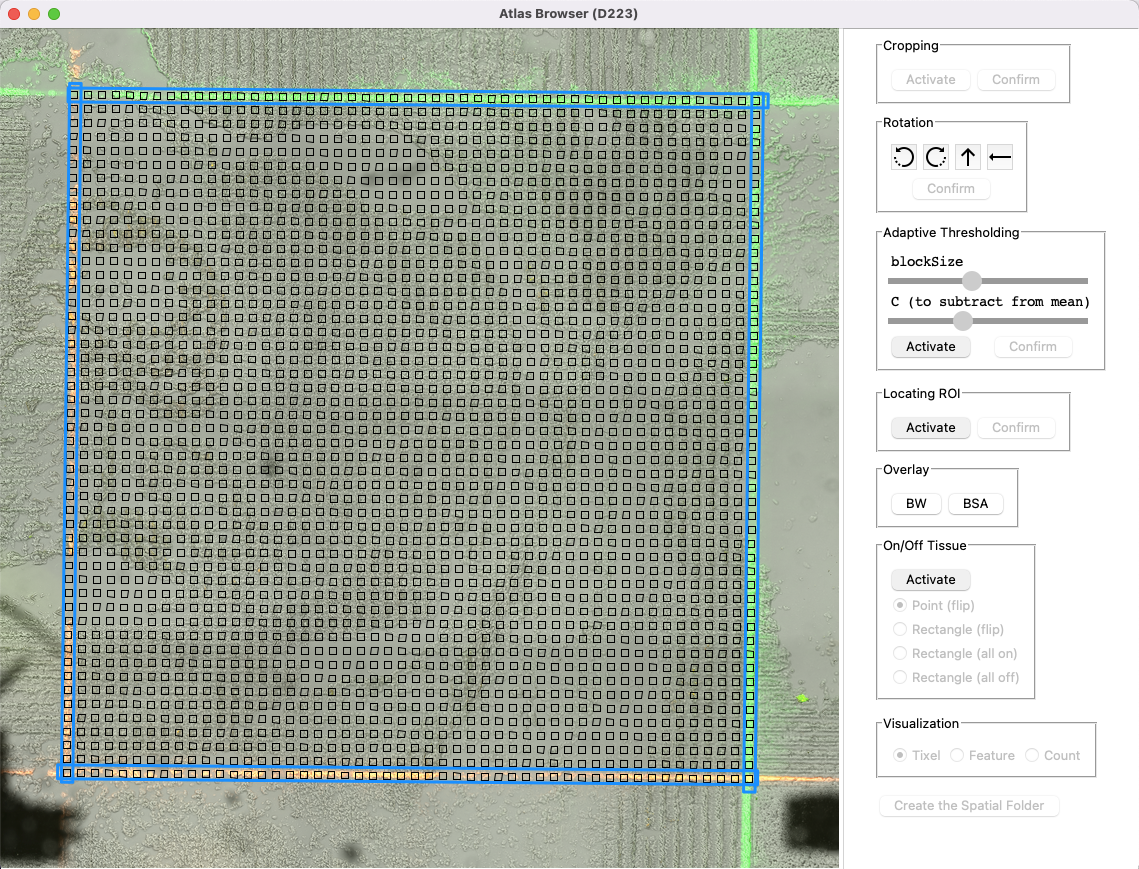 Atlas Browser (D223)
Cropping
Activate Confirm
Rotation
Confirm
Adaptive Thresholding
blockSize
C (to subtract from mean)
Activate Confirm
Locating ROI
Activate Confirm
Overlay
BW BSA
On/Off Tissue
Activate
Point (flip)
Rectangle (flip)
Rectangle (all on)
Rectangle (all off)
Visualization
Tixel Feature Count
Create the Spatial Folder